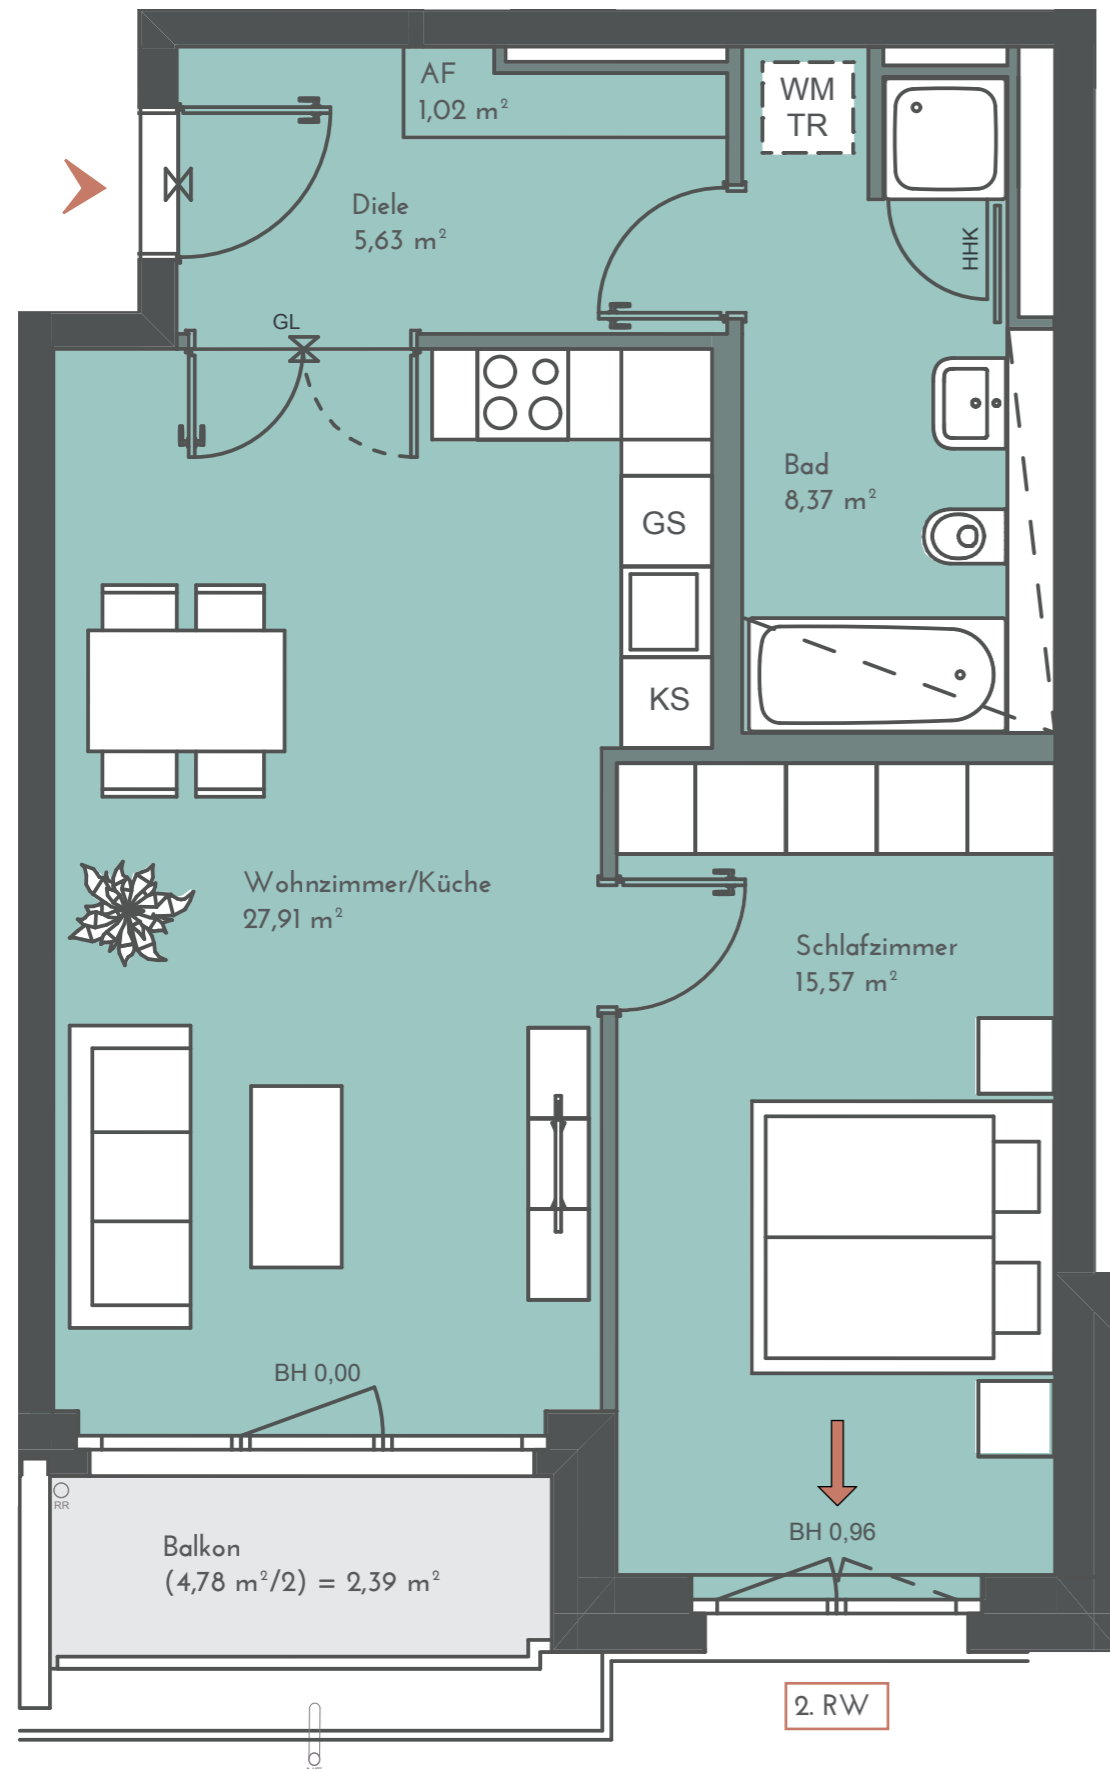 AF
1,02 m²
WM
TR
Diele
5,63 m²
HHK
GL
Bad
8,37 m²
GS
KS
Wohnzimmer/Küche
27,91 m²
Schlafzimmer
15,57 m²
BH 0,00
RR
BH 0,96
Balkon
(4,78 m²/2) = 2,39 m²
2. RW